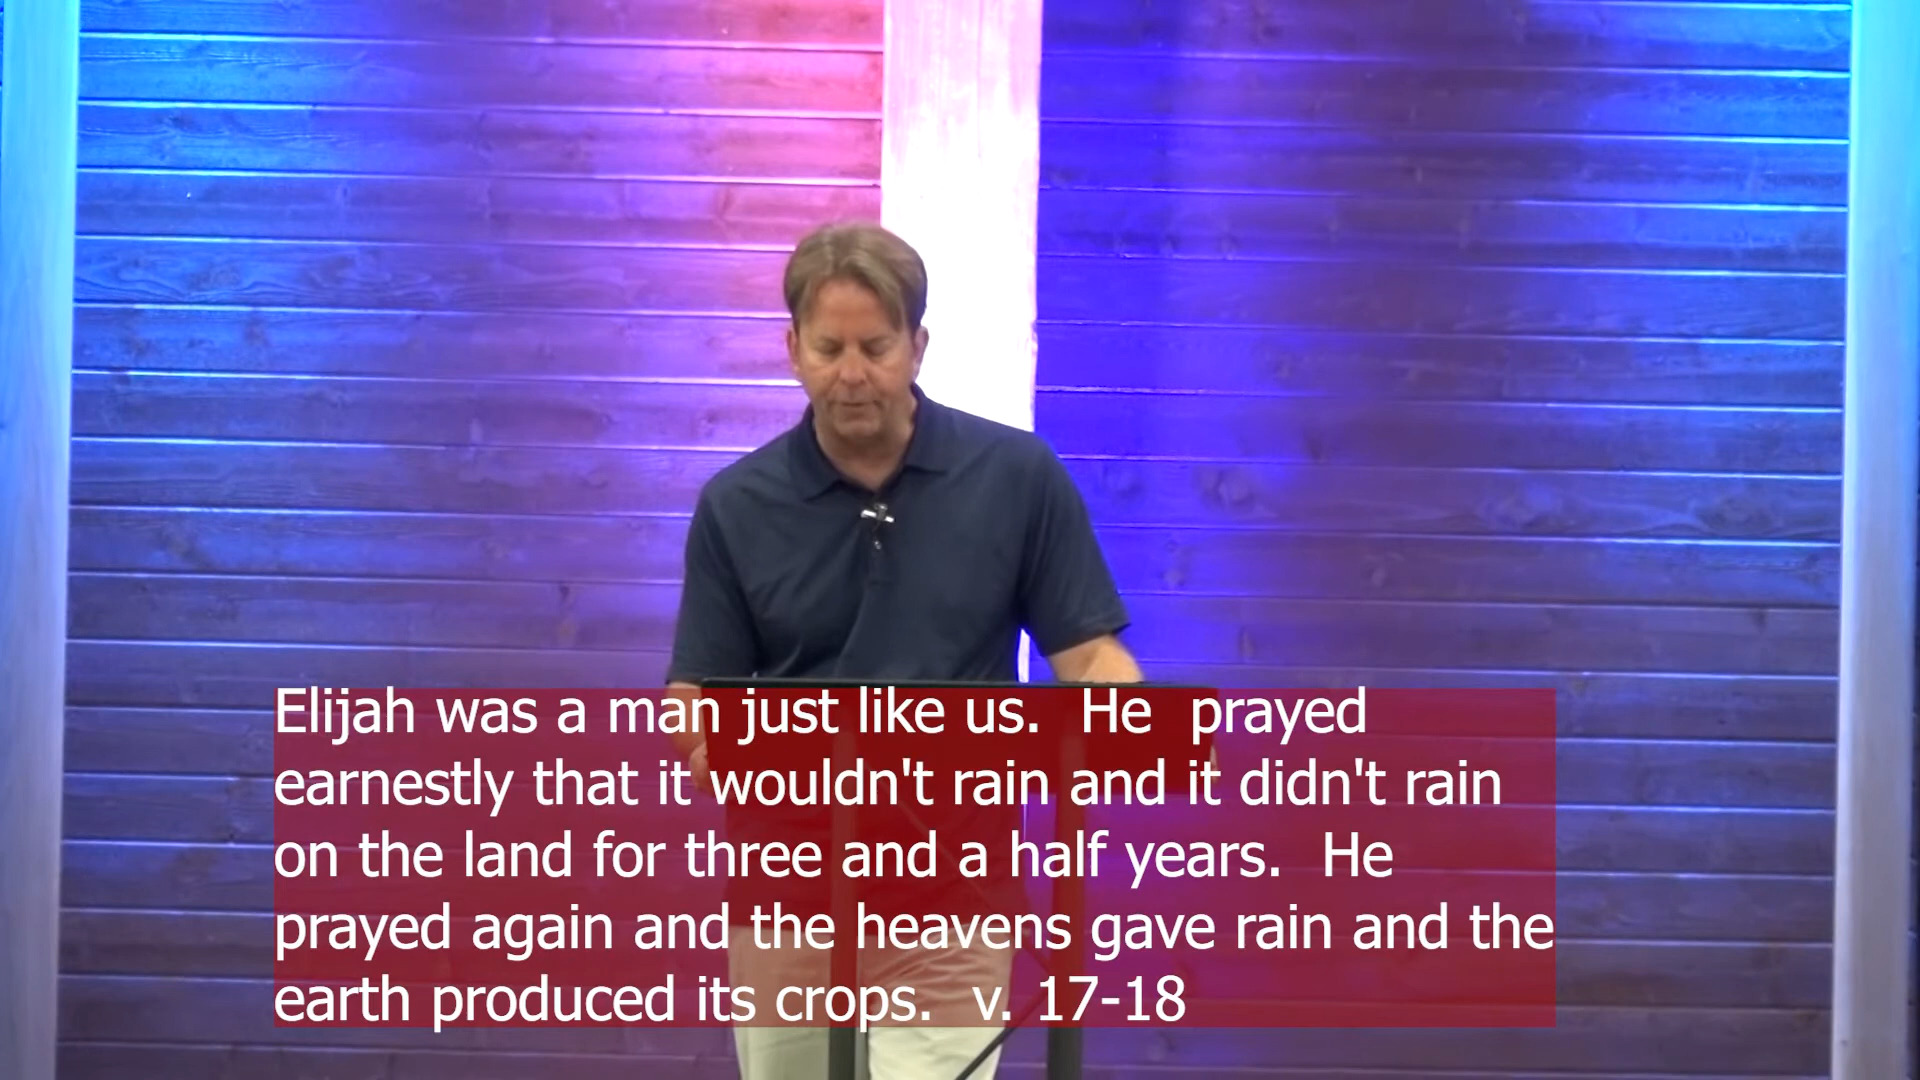 Elijah was a man just like us.  He  prayed
earnestly that it wouldn't rain and it didn't rain
on the land for three and a half years.  He
prayed again and the heavens gave rain and the
earth produced its crops.  v. 17-18